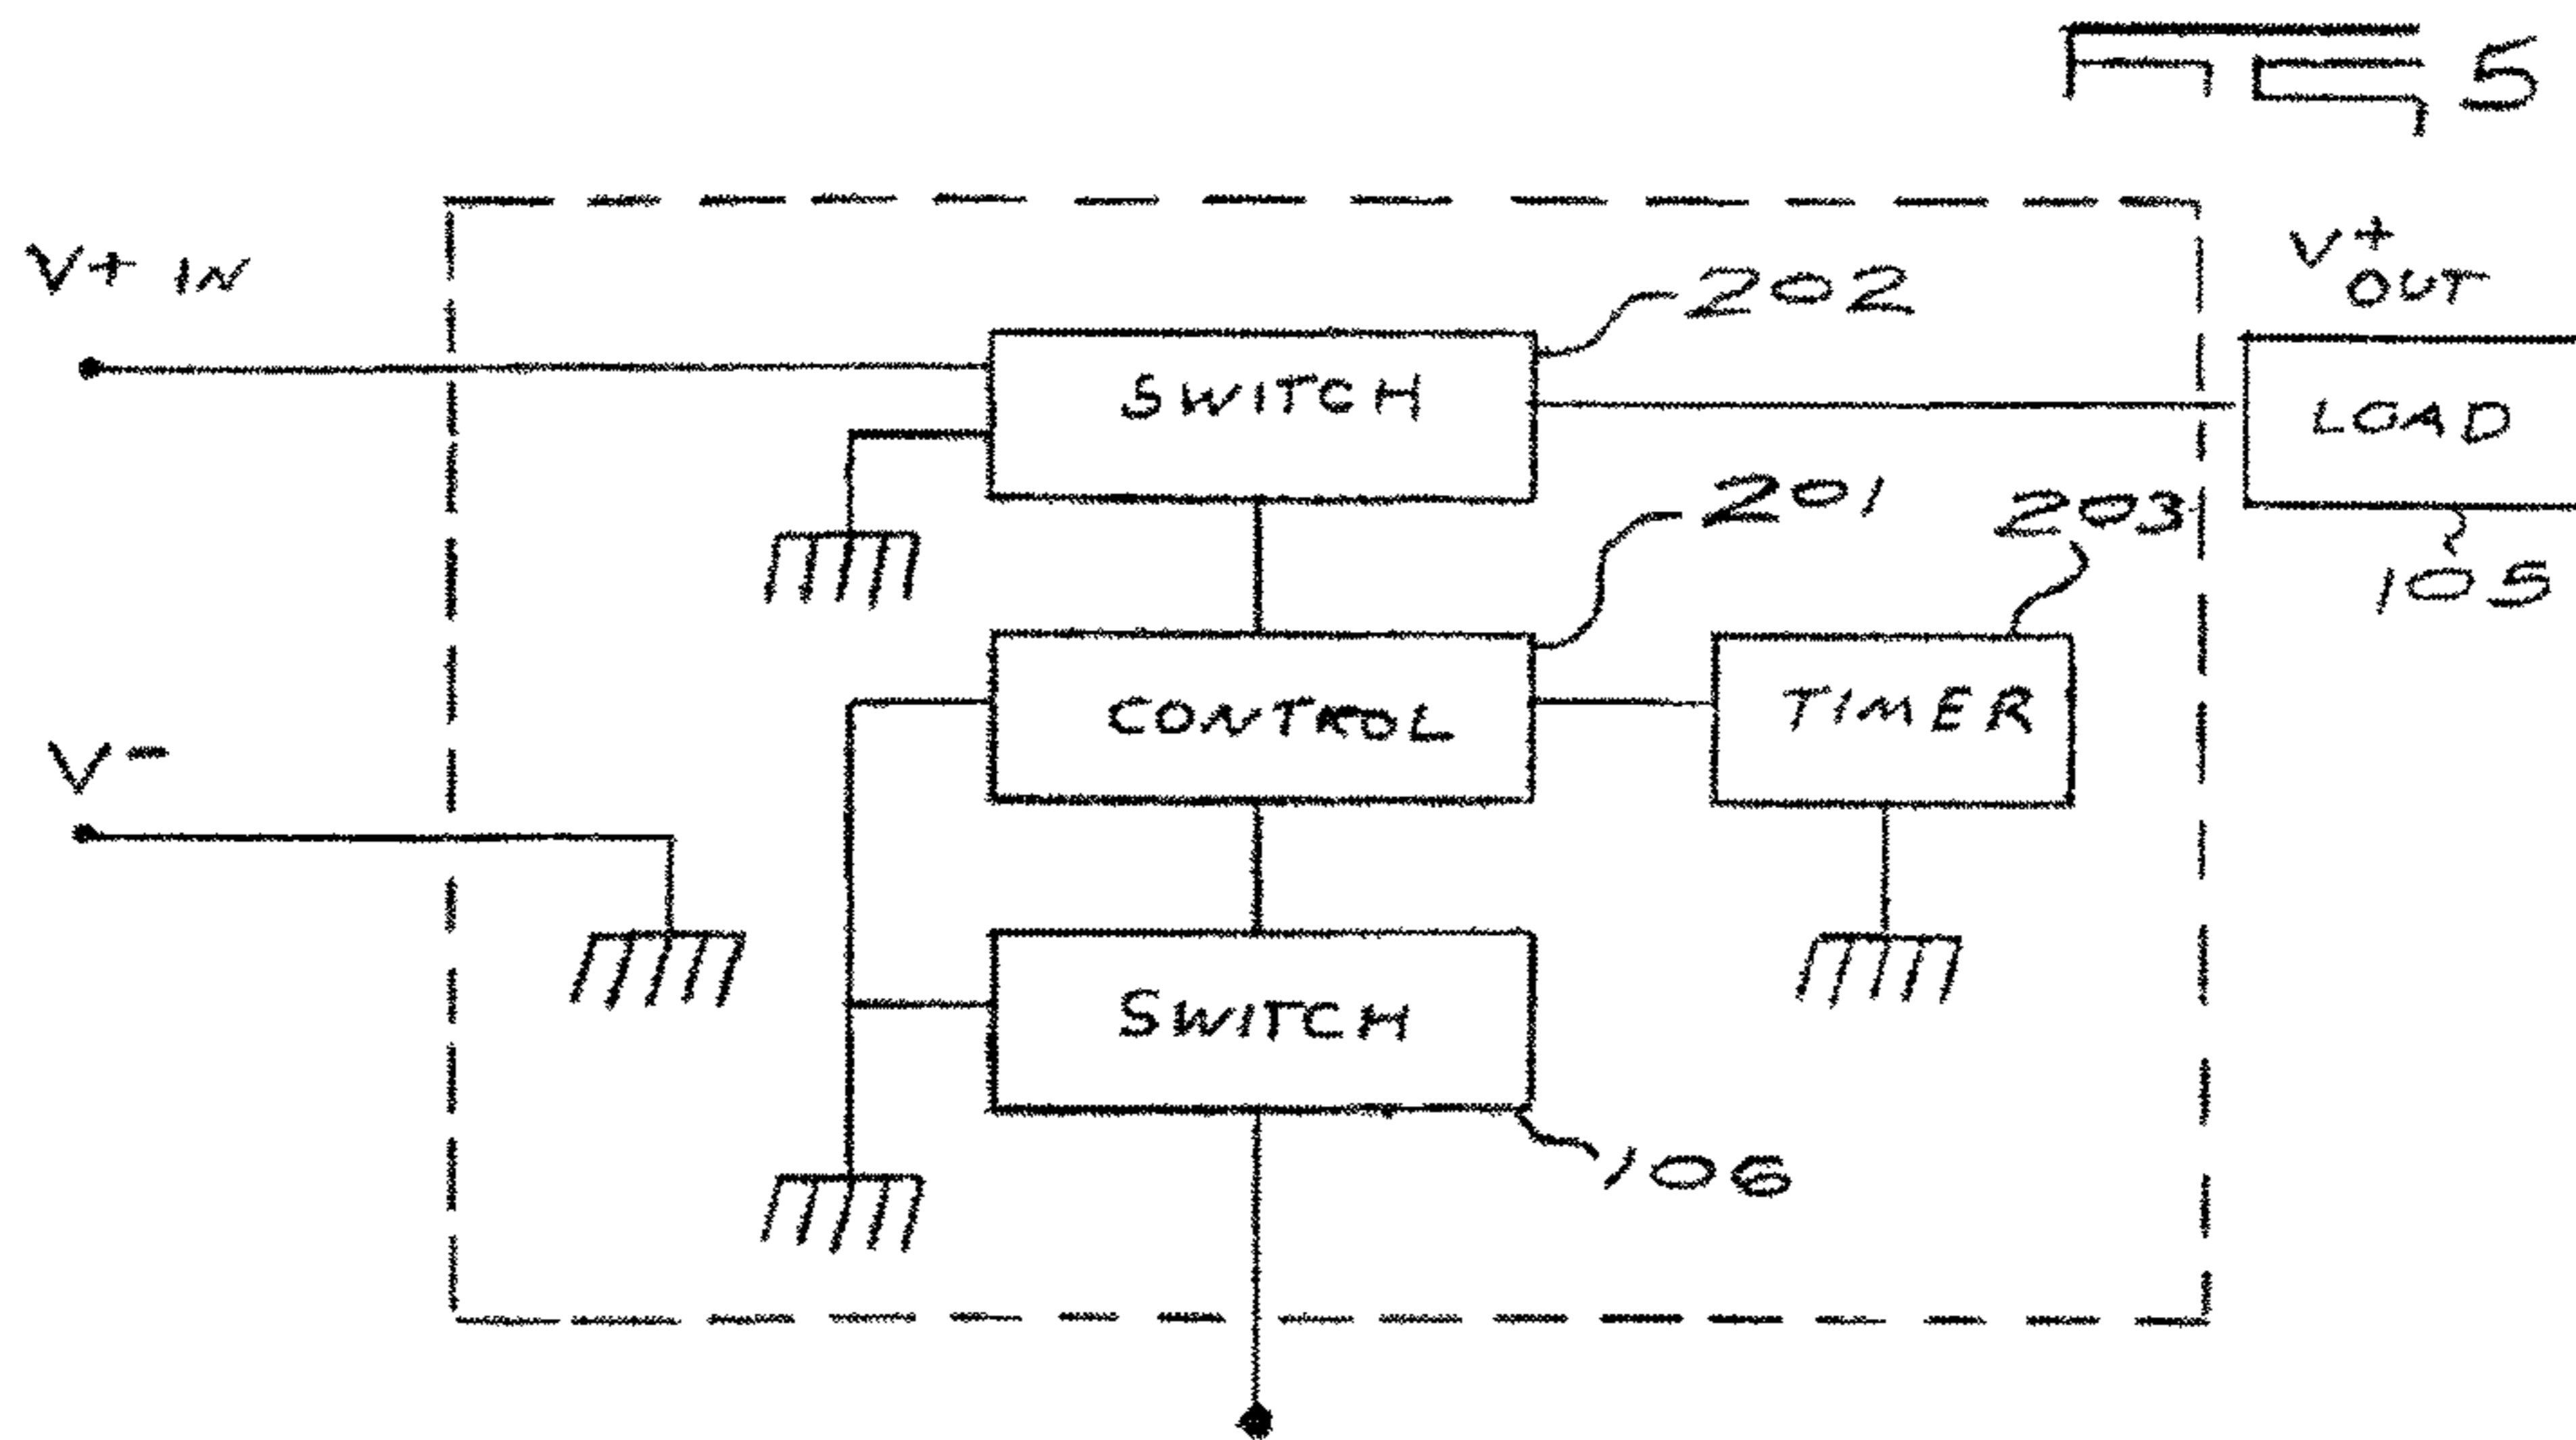 FIG 5
V+ IN
202
V+
OUT
SWITCH
LOAD
201
203
105
CONTROL
TIMER
V-
SWITCH
106